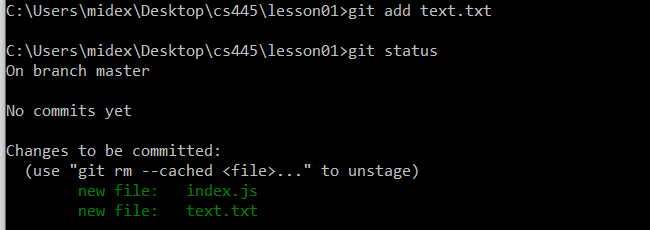 C:\Users\midex\Desktop\cs445\lesson01>git add text.txt
C:\Users\midex\Desktop\cs445\lesson01>git status
On branch master
No commits yet
Changes to be committed:
  (use "git rm --cached <file>..." to unstage)
        new file:   index.js
        new file:   text.txt